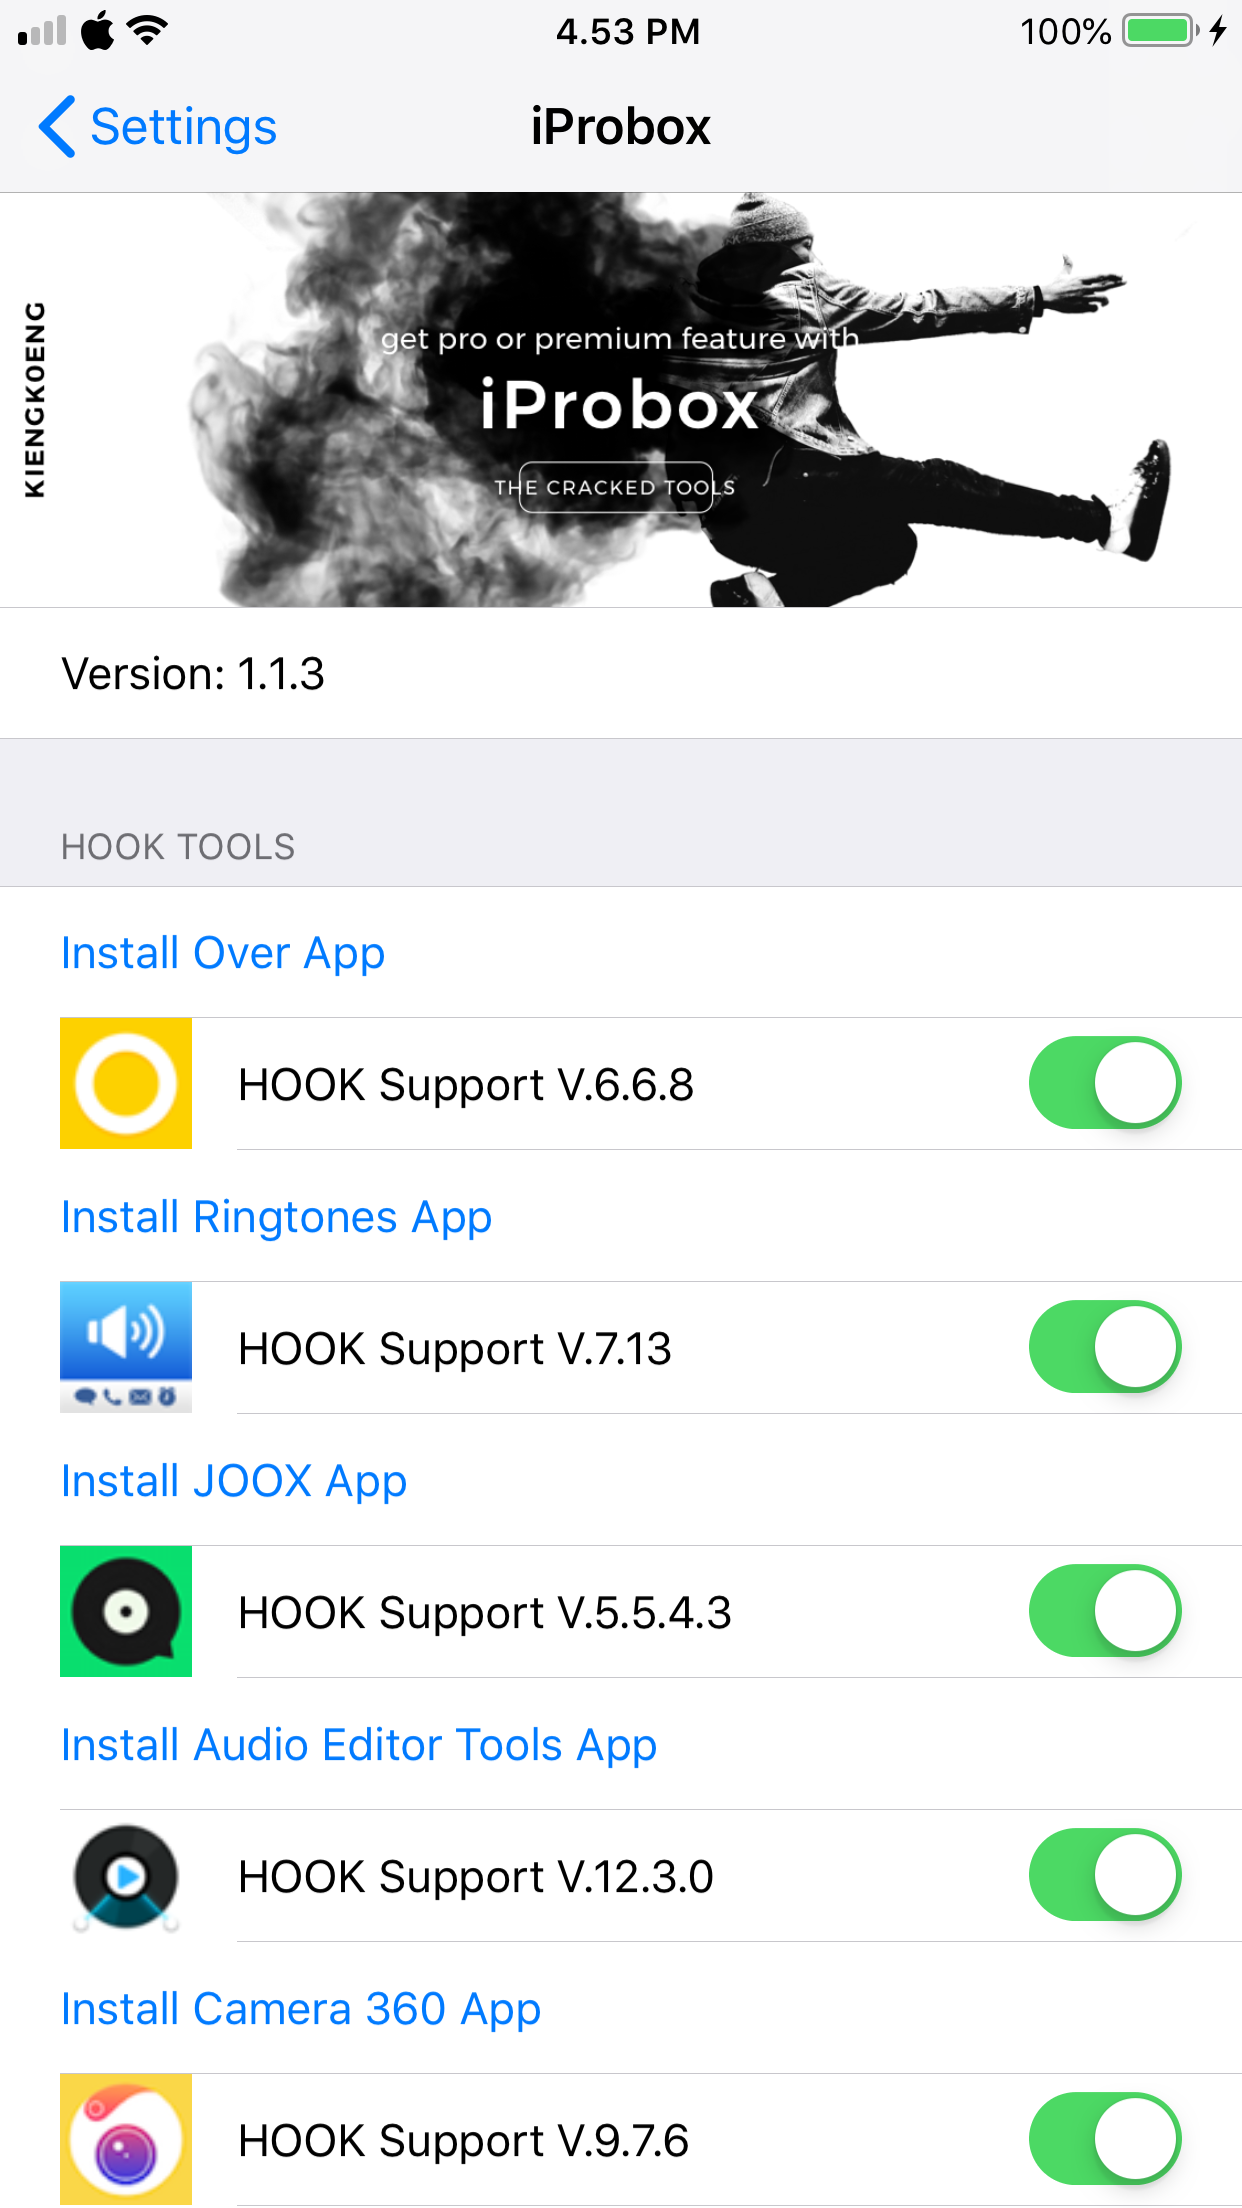 4.53 PM
100%
Settings
iProbox
KIENGKOENG
get pro or premium feature with
iProbox
THE CRACKED TOOLS
Version: 1.1.3
HOOK TOOLS
Install Over App
HOOK Support V.6.6.8
Install Ringtones App
HOOK Support V.7.13
Install JOOX App
HOOK Support V.5.5.4.3
Install Audio Editor Tools App
HOOK Support V.12.3.0
Install Camera 360 App
HOOK Support V.9.7.6